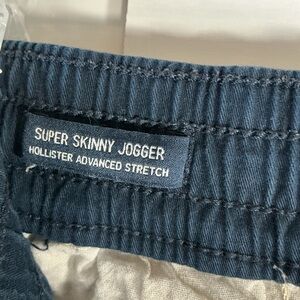 SUPER SKINNY JOGGER
HOLLISTER ADVANCED STRETCH